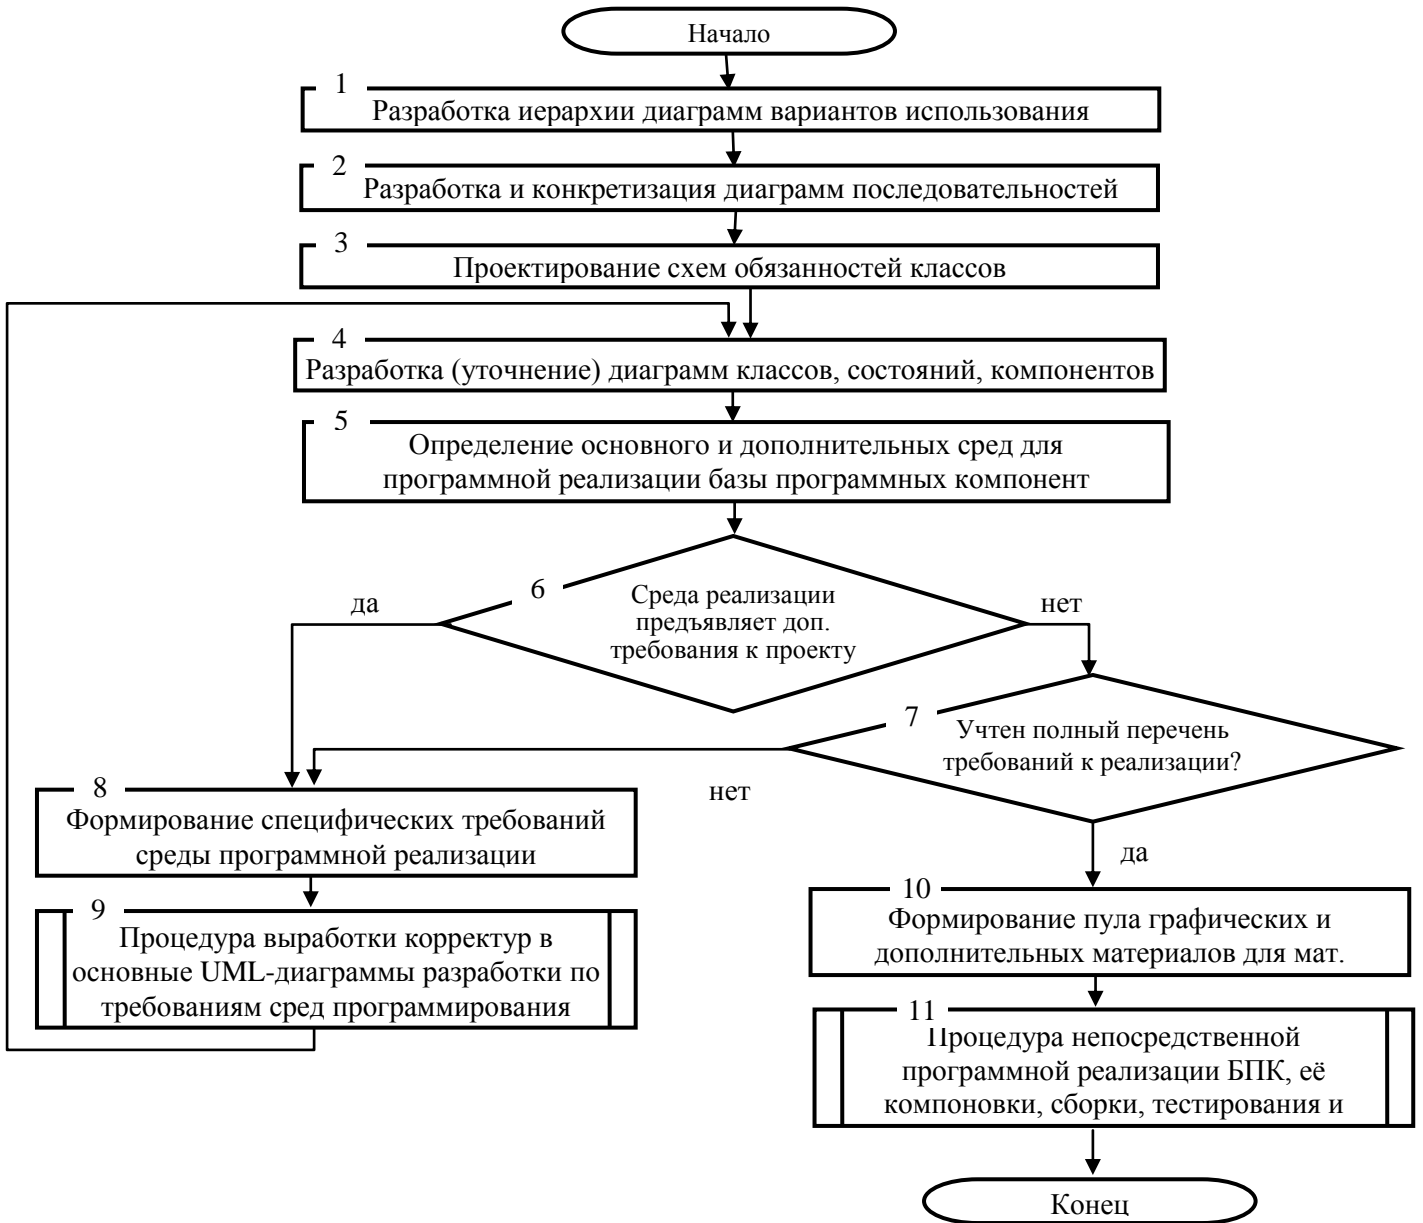 Начало
1
Разработка иерархии диаграмм вариантов использования
2
Разработка и конкретизация диаграмм последовательностей
3
Проектирование схем обязанностей классов
4
Разработка (уточнение) диаграмм классов, состояний, компонентов
5
Определение основного и дополнительных сред для
программной реализации базы программных компонент
6
Среда реализации
предъявляет доп.
требования к проекту
да
нет
7
Учтен полный перечень
требований к реализации?
нет
да
8
Формирование специфических требований
среды программной реализации
9
Процедура выработки корректур в
основные UML-диаграммы разработки по
требованиям сред программирования
10
Формирование пула графических и
дополнительных материалов для мат.
11
Процедура непосредственной
программной реализации БПК, её
компоновки, сборки, тестирования и
Конец